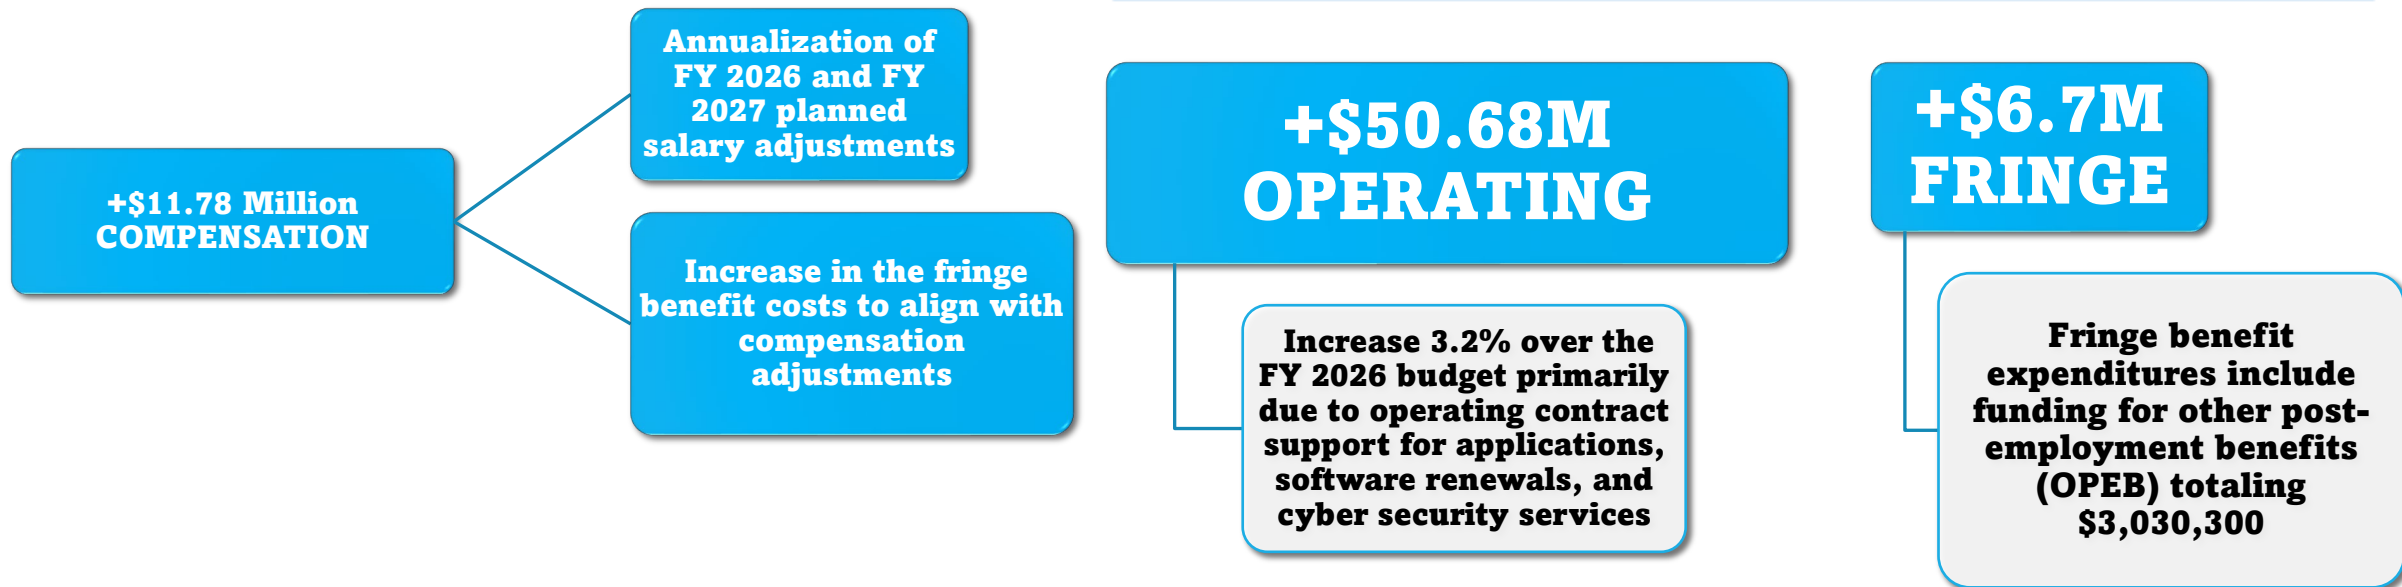 +$11.78 Million
COMPENSATION
Annualization of
FY 2026 and FY
2027 planned
salary adjustments
Increase in the fringe
benefit costs to align with
compensation
adjustments
+$50.68M
OPERATING
Increase 3.2% over the
FY 2026 budget primarily
due to operating contract
support for applications,
software renewals, and
cyber security services
+$6.7M
FRINGE
Fringe benefit
expenditures include
funding for other post-
employment benefits
(OPEB) totaling
$3,030,300